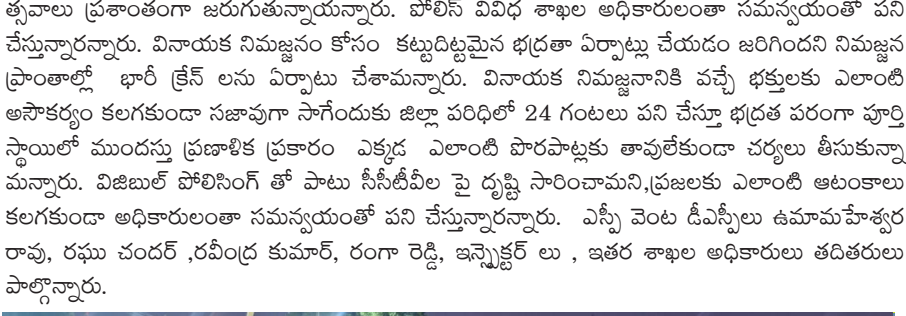 త్సవాలు ప్రశాంతంగా జరుగుతున్నాయన్నారు. పోలీస్ వివిధ శాఖల అధికారులంతా సమన్వయంతో పని
చేస్తున్నారన్నారు. వినాయక నిమజ్జనం కోసం కట్టుదిట్టమైన భద్రతా ఏర్పాట్లు చేయడం జరిగిందని నిమజ్జన
ప్రాంతాల్లో భారీ క్రేన్ లను ఏర్పాటు చేశామన్నారు. వినాయక నిమజ్జనానికి వచ్చే భక్తులకు ఎలాంటి
అసౌకర్యం కలగకుండా సజావుగా సాగేందుకు జిల్లా పరిధిలో 24 గంటలు పని చేస్తూ భద్రత పరంగా పూర్తి
స్థాయిలో ముందస్తు ప్రణాళిక ప్రకారం ఎక్కడ ఎలాంటి పొరపాట్లకు తావులేకుండా చర్యలు తీసుకున్నా
మన్నారు. విజిబుల్ పోలిసింగ్ తో పాటు సీసీటీవీల పై దృష్టి సారించామని,ప్రజలకు ఎలాంటి ఆటంకాలు
కలగకుండా అధికారులంతా సమన్వయంతో పని చేస్తున్నారన్నారు. ఎస్పీ వెంట డీఎస్పీలు ఉమామహేశ్వర
రావు, రఘు చందర్ ,రవీంద్ర కుమార్, రంగా రెడ్డి, ఇన్స్పెక్టర్ లు , ఇతర శాఖల అధికారులు తదితరులు
పాల్గొన్నారు.